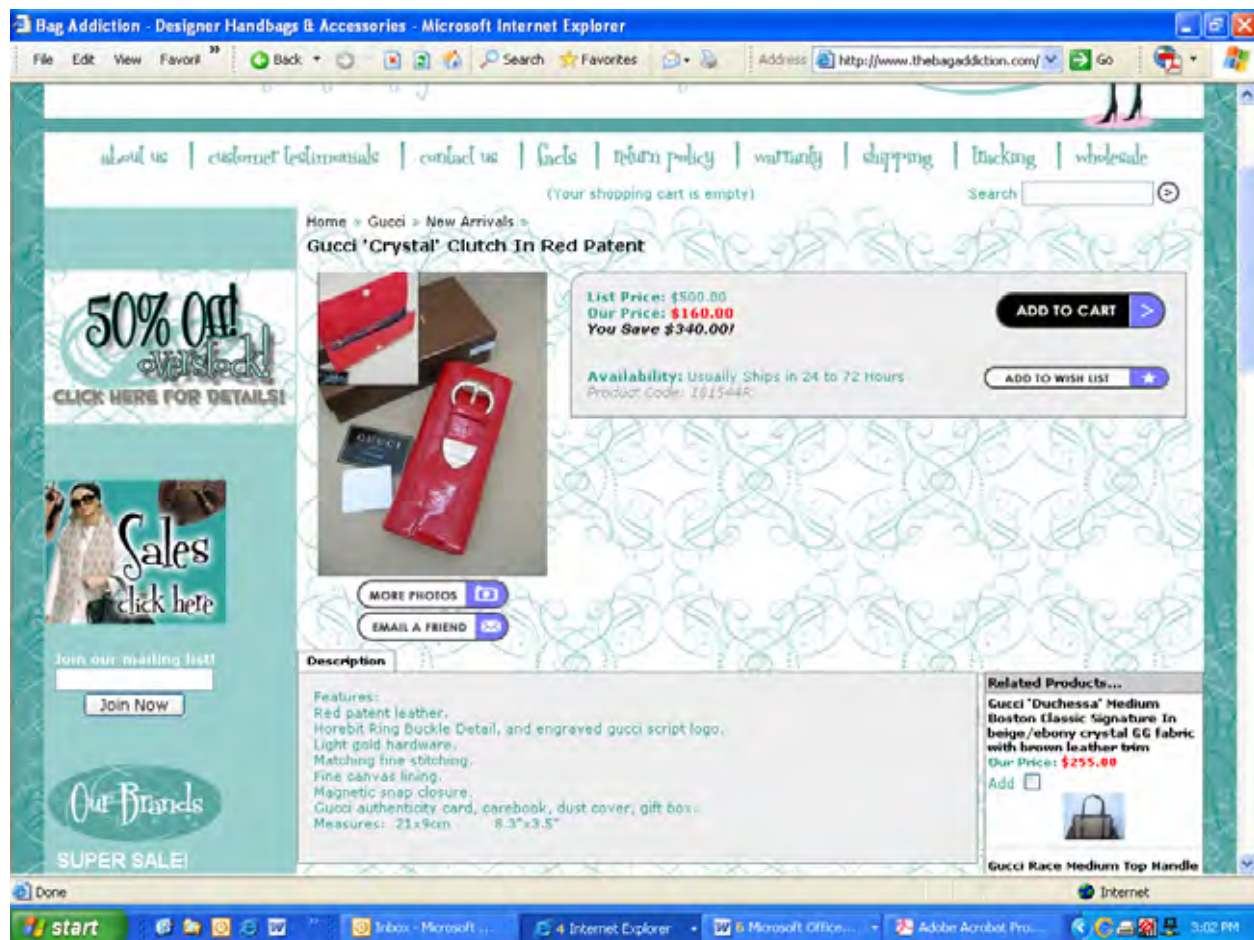 Bag Addiction - Designer Handbags & Accessories - Microsoft Internet Explorer
File Edit View Favorit » Back Search Favorites Address http://www.thebagaddiction.com/ Go
about us | customer testimonials | contact us | facts | return policy | warranty | shipping | tracking | wholesale
(Your shopping cart is empty) Search
Home > Gucci > New Arrivals >
Gucci 'Crystal' Clutch In Red Patent
50% Off!
overstock!
CLICK HERE FOR DETAILS!
List Price: $500.00
Our Price: $160.00
You Save $340.00!
ADD TO CART
Availability: Usually Ships in 24 to 72 Hours
Product Code: 181544R
ADD TO WISH LIST
GUCCI
Sales
click here
MORE PHOTOS
EMAIL A FRIEND
Join our mailing list!
Join Now
Description
Features:
Red patent leather.
Horebit Ring Buckle Detail, and engraved gucci script logo.
Light gold hardware.
Matching fine stitching.
Fine canvas lining.
Magnetic snap closure.
Gucci authenticity card, carebook, dust cover, gift box.
Measures: 21x9cm 8.3"x3.5"
Related Products...
Gucci 'Duchessa' Medium
Boston Classic Signature In
beige/ebony crystal GG fabric
with brown leather trim
Our Price: $255.00
Add
Gucci Race Medium Top Handle
Our Brands
SUPER SALE!
Done Internet
start Inbox - Microsoft ... 4 Internet Explorer 6 Microsoft Office... Adobe Acrobat Pro... 3:02 PM